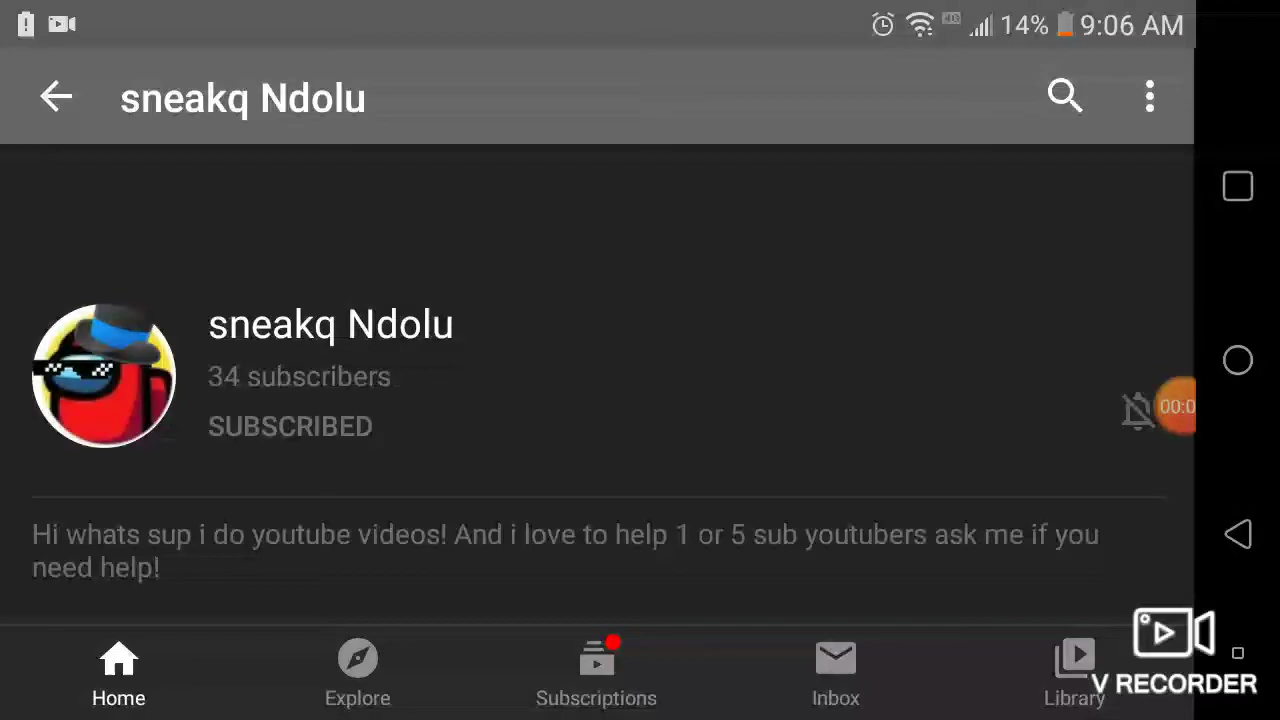 14% 9:06 AM
sneakq Ndolu
sneakq Ndolu
34 subscribers
SUBSCRIBED
00:0
Hi whats sup i do youtube videos! And i love to help 1 or 5 sub youtubers ask me if you
need help!
Home Explore Subscriptions Inbox Library
V RECORDER